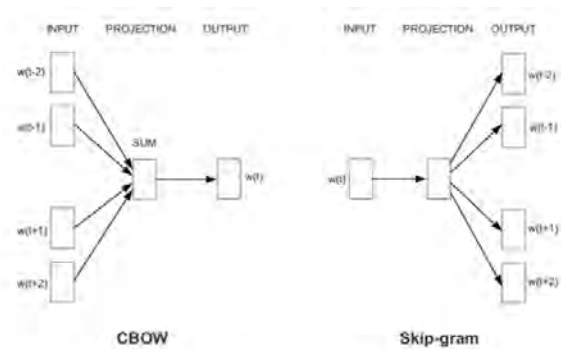 INPUT PROJECTION OUTPUT
w(t-2)
w(t-1)
SUM
w(t)
w(t+1)
w(t+2)
CBOW
INPUT PROJECTION OUTPUT
w(t-2)
w(t-1)
w(t)
w(t+1)
w(t+2)
Skip-gram